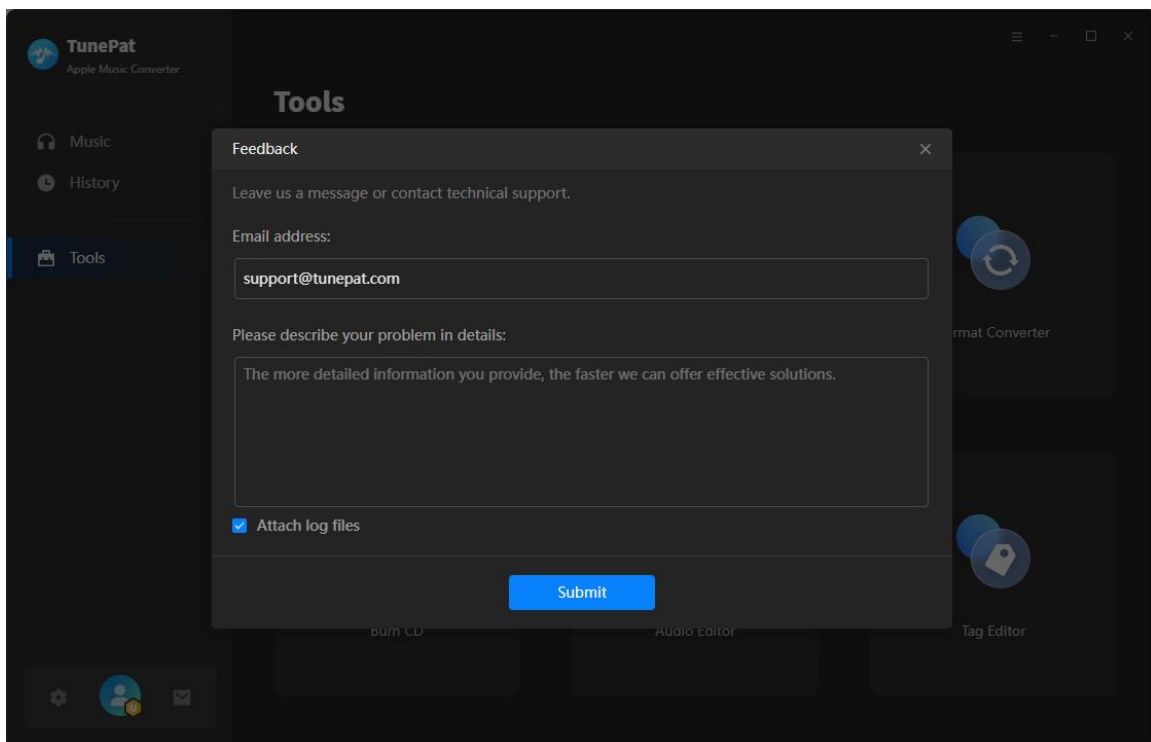 TunePat
Apple Music Converter
Tools
Music
History
Tools
Feedback
Leave us a message or contact technical support.
Email address:
support@tunepat.com
Please describe your problem in details:
The more detailed information you provide, the faster we can offer effective solutions.
Attach log files
Submit
rmat Converter
Burn CD
Audio Editor
Tag Editor